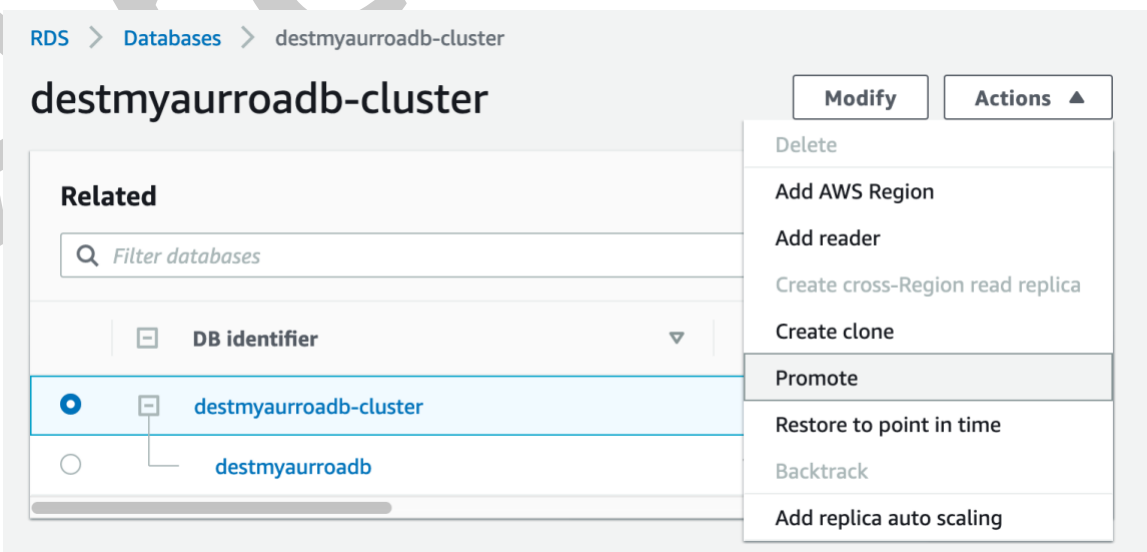 RDS > Databases > destmyaurroadb-cluster
destmyaurroadb-cluster
Modify
Actions
Delete
Add AWS Region
Add reader
Create cross-Region read replica
Create clone
Promote
Restore to point in time
Backtrack
Add replica auto scaling
Related
Filter databases
DB identifier
destmyaurroadb-cluster
destmyaurroadb